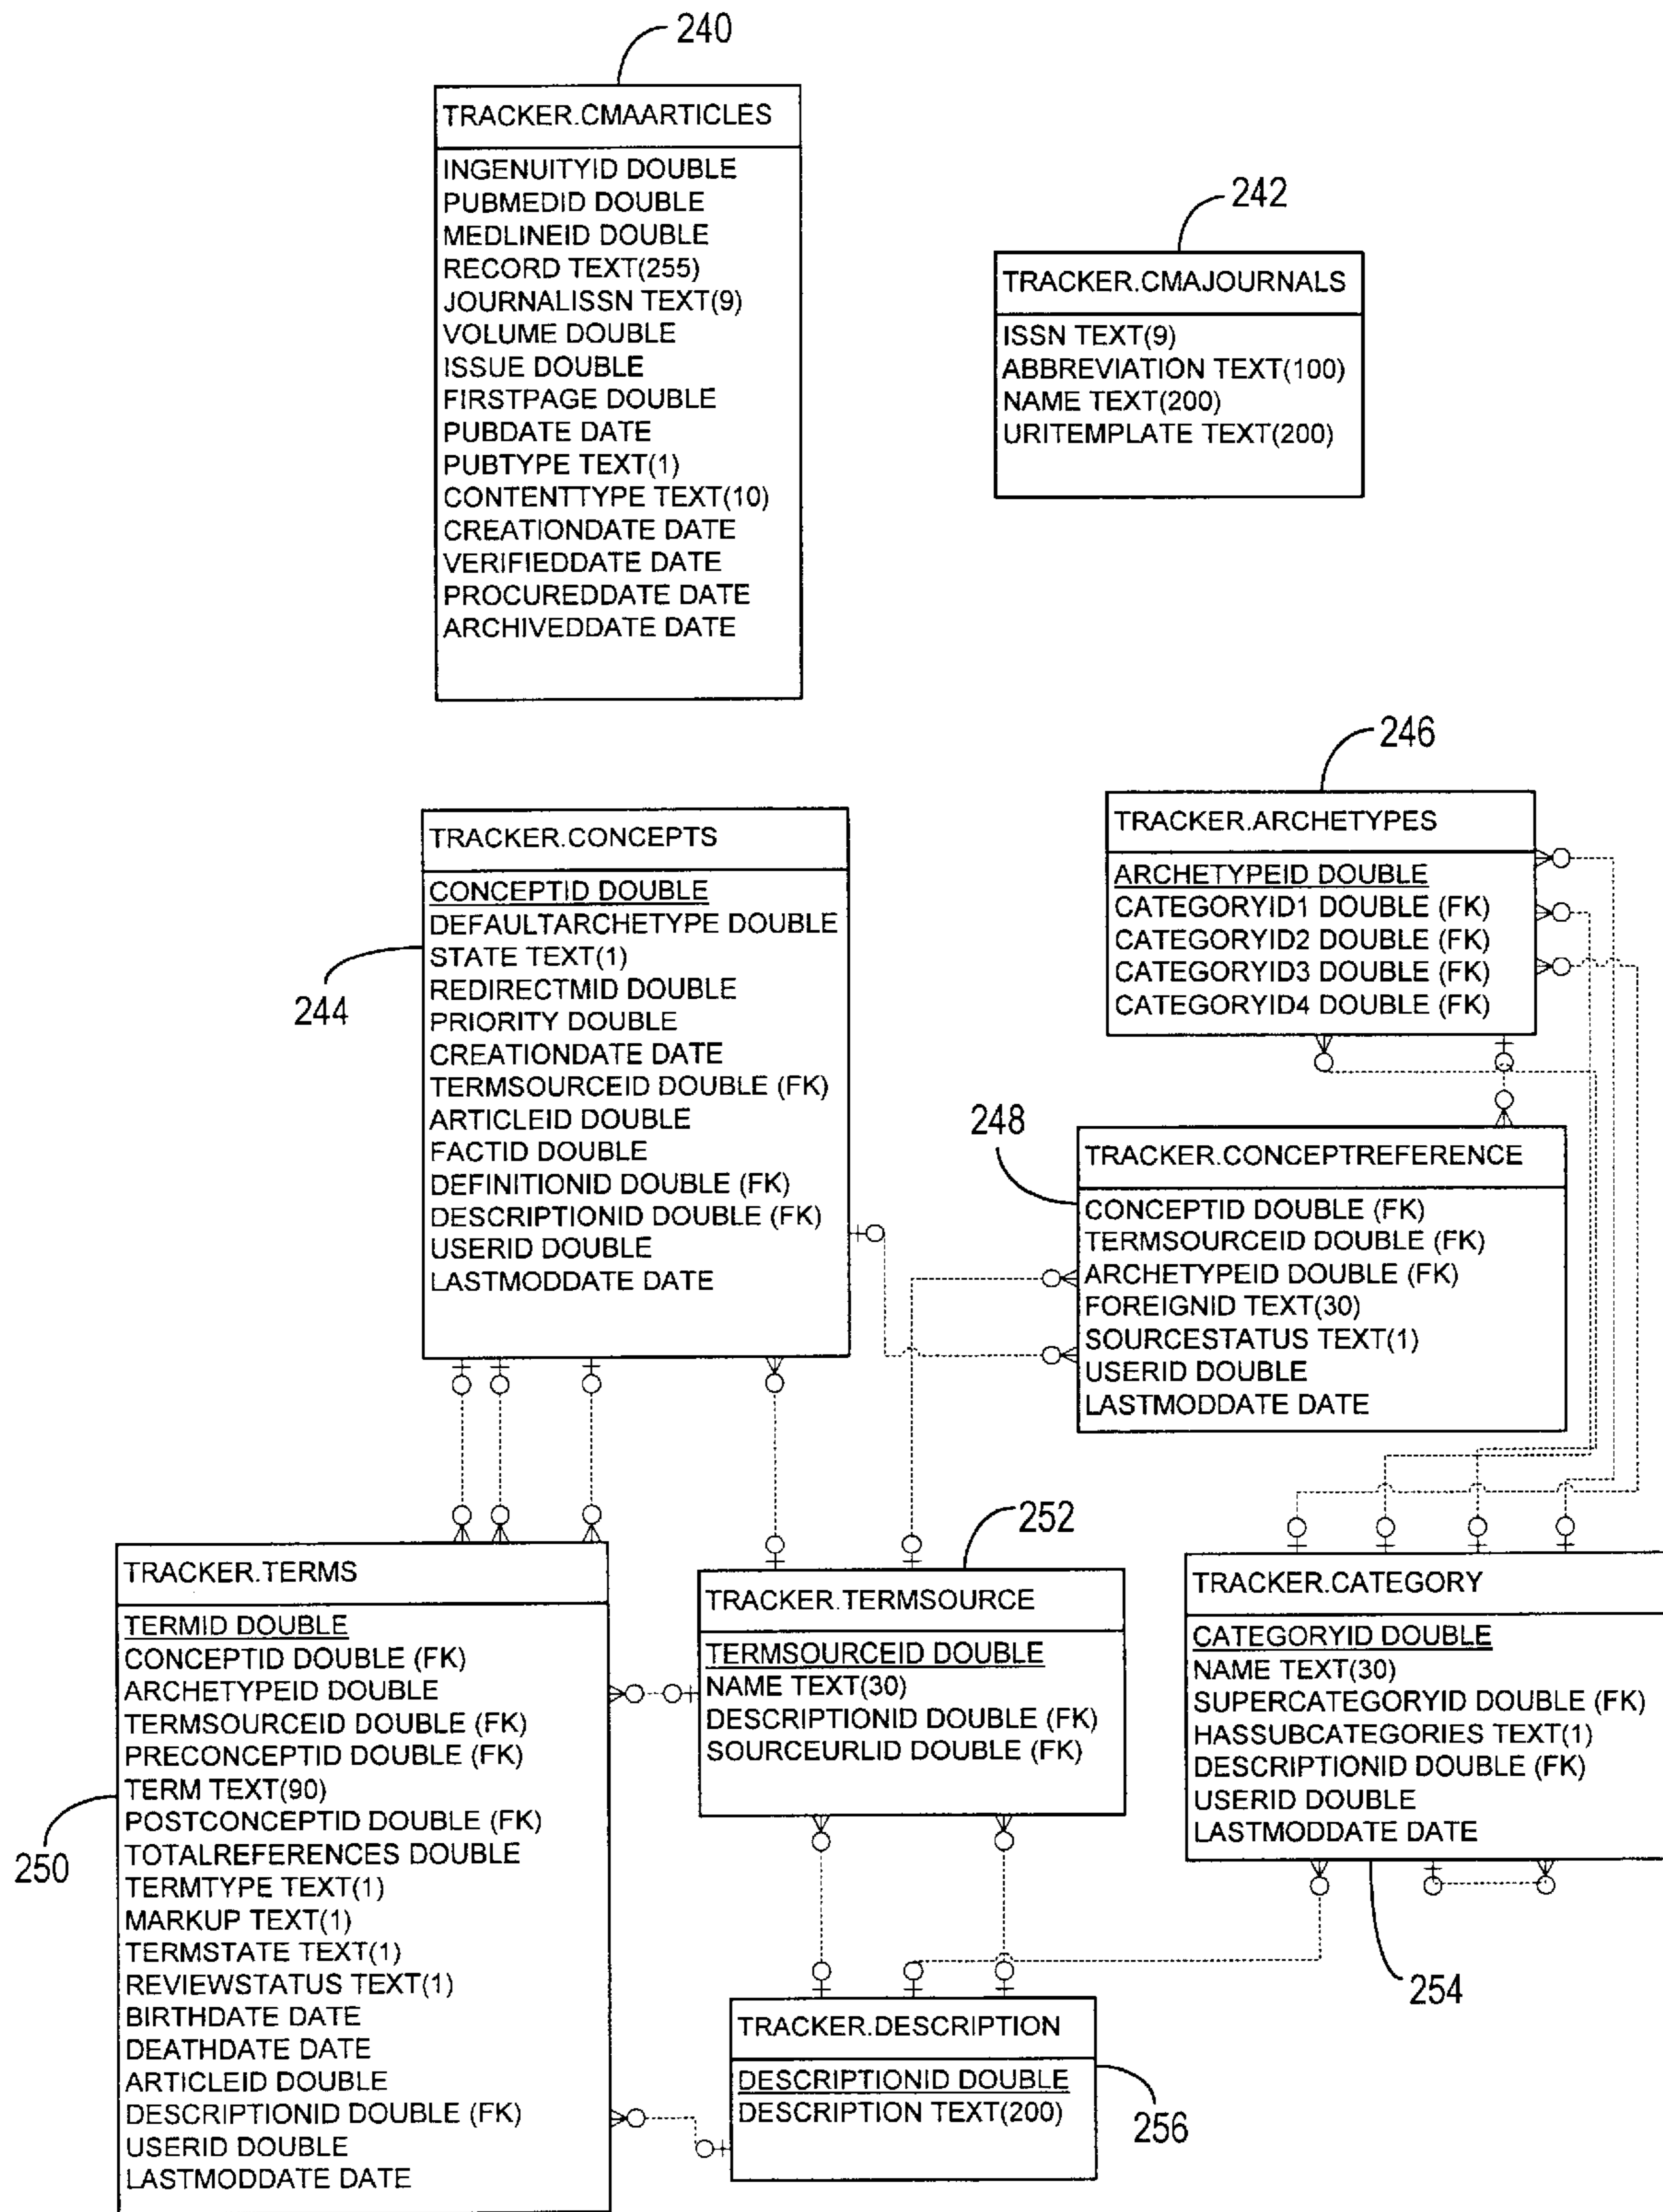 240
TRACKER.CMAARTICLES
INGENUITYID DOUBLE
PUBMEDID DOUBLE
MEDLINEID DOUBLE
RECORD TEXT(255)
JOURNALISSN TEXT(9)
VOLUME DOUBLE
ISSUE DOUBLE
FIRSTPAGE DOUBLE
PUBDATE DATE
PUBTYPE TEXT(1)
CONTENTTYPE TEXT(10)
CREATIONDATE DATE
VERIFIEDDATE DATE
PROCUREDDATE DATE
ARCHIVEDDATE DATE
242
TRACKER.CMAJOURNALS
ISSN TEXT(9)
ABBREVIATION TEXT(100)
NAME TEXT(200)
URITEMPLATE TEXT(200)
244
TRACKER.CONCEPTS
CONCEPTID DOUBLE
DEFAULTARCHETYPE DOUBLE
STATE TEXT(1)
REDIRECTMID DOUBLE
PRIORITY DOUBLE
CREATIONDATE DATE
TERMSOURCEID DOUBLE (FK)
ARTICLEID DOUBLE
FACTID DOUBLE
DEFINITIONID DOUBLE (FK)
DESCRIPTIONID DOUBLE (FK)
USERID DOUBLE
LASTMODDATE DATE
246
TRACKER.ARCHETYPES
ARCHETYPEID DOUBLE
CATEGORYID1 DOUBLE (FK)
CATEGORYID2 DOUBLE (FK)
CATEGORYID3 DOUBLE (FK)
CATEGORYID4 DOUBLE (FK)
248
TRACKER.CONCEPTREFERENCE
CONCEPTID DOUBLE (FK)
TERMSOURCEID DOUBLE (FK)
ARCHETYPEID DOUBLE (FK)
FOREIGNID TEXT(30)
SOURCESTATUS TEXT(1)
USERID DOUBLE
LASTMODDATE DATE
250
TRACKER.TERMS
TERMID DOUBLE
CONCEPTID DOUBLE (FK)
ARCHETYPEID DOUBLE
TERMSOURCEID DOUBLE (FK)
PRECONCEPTID DOUBLE (FK)
TERM TEXT(90)
POSTCONCEPTID DOUBLE (FK)
TOTALREFERENCES DOUBLE
TERMTYPE TEXT(1)
MARKUP TEXT(1)
TERMSTATE TEXT(1)
REVIEWSTATUS TEXT(1)
BIRTHDATE DATE
DEATHDATE DATE
ARTICLEID DOUBLE
DESCRIPTIONID DOUBLE (FK)
USERID DOUBLE
LASTMODDATE DATE
252
TRACKER.TERMSOURCE
TERMSOURCEID DOUBLE
NAME TEXT(30)
DESCRIPTIONID DOUBLE (FK)
SOURCEURLID DOUBLE (FK)
TRACKER.CATEGORY
CATEGORYID DOUBLE
NAME TEXT(30)
SUPERCATEGORYID DOUBLE (FK)
HASSUBCATEGORIES TEXT(1)
DESCRIPTIONID DOUBLE (FK)
USERID DOUBLE
LASTMODDATE DATE
254
TRACKER.DESCRIPTION
DESCRIPTIONID DOUBLE
DESCRIPTION TEXT(200)
256